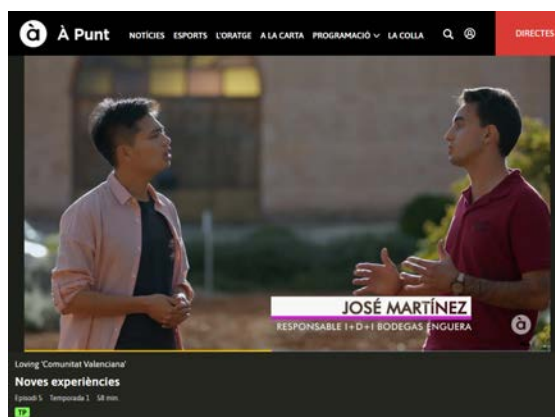 à À Punt NOTÍCIES ESPORTS L'ORATGE A LA CARTA PROGRAMACIÓ LA COLLA DIRECTES
JOSÉ MARTÍNEZ
RESPONSABLE I+D+I BODEGAS ENGUERA
à
Loving 'Comunitat Valenciana'
Noves experiències
Episodi 5 Temporada 1 58 min.
TP